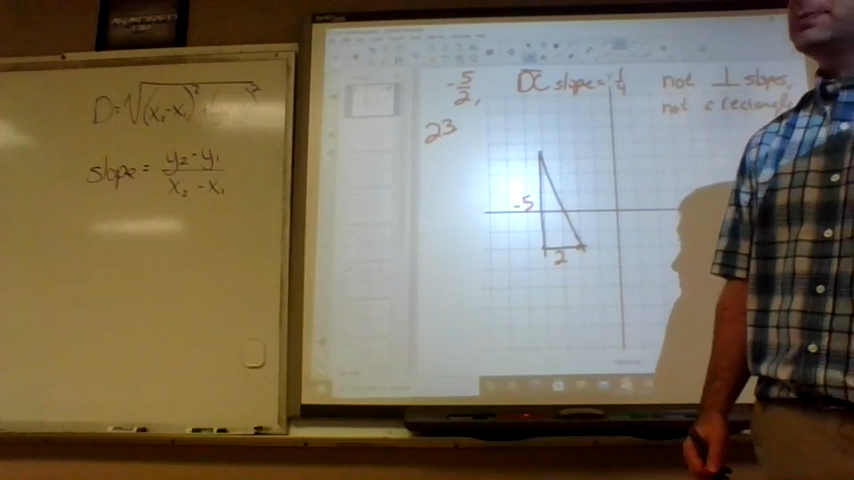 D=√(x₂-x₁)²+
slope = y₂-y₁
x₂-x₁
-5/2, DC slope = 1/4 not ⊥ slopes,
not a rectangle
23
-5
2